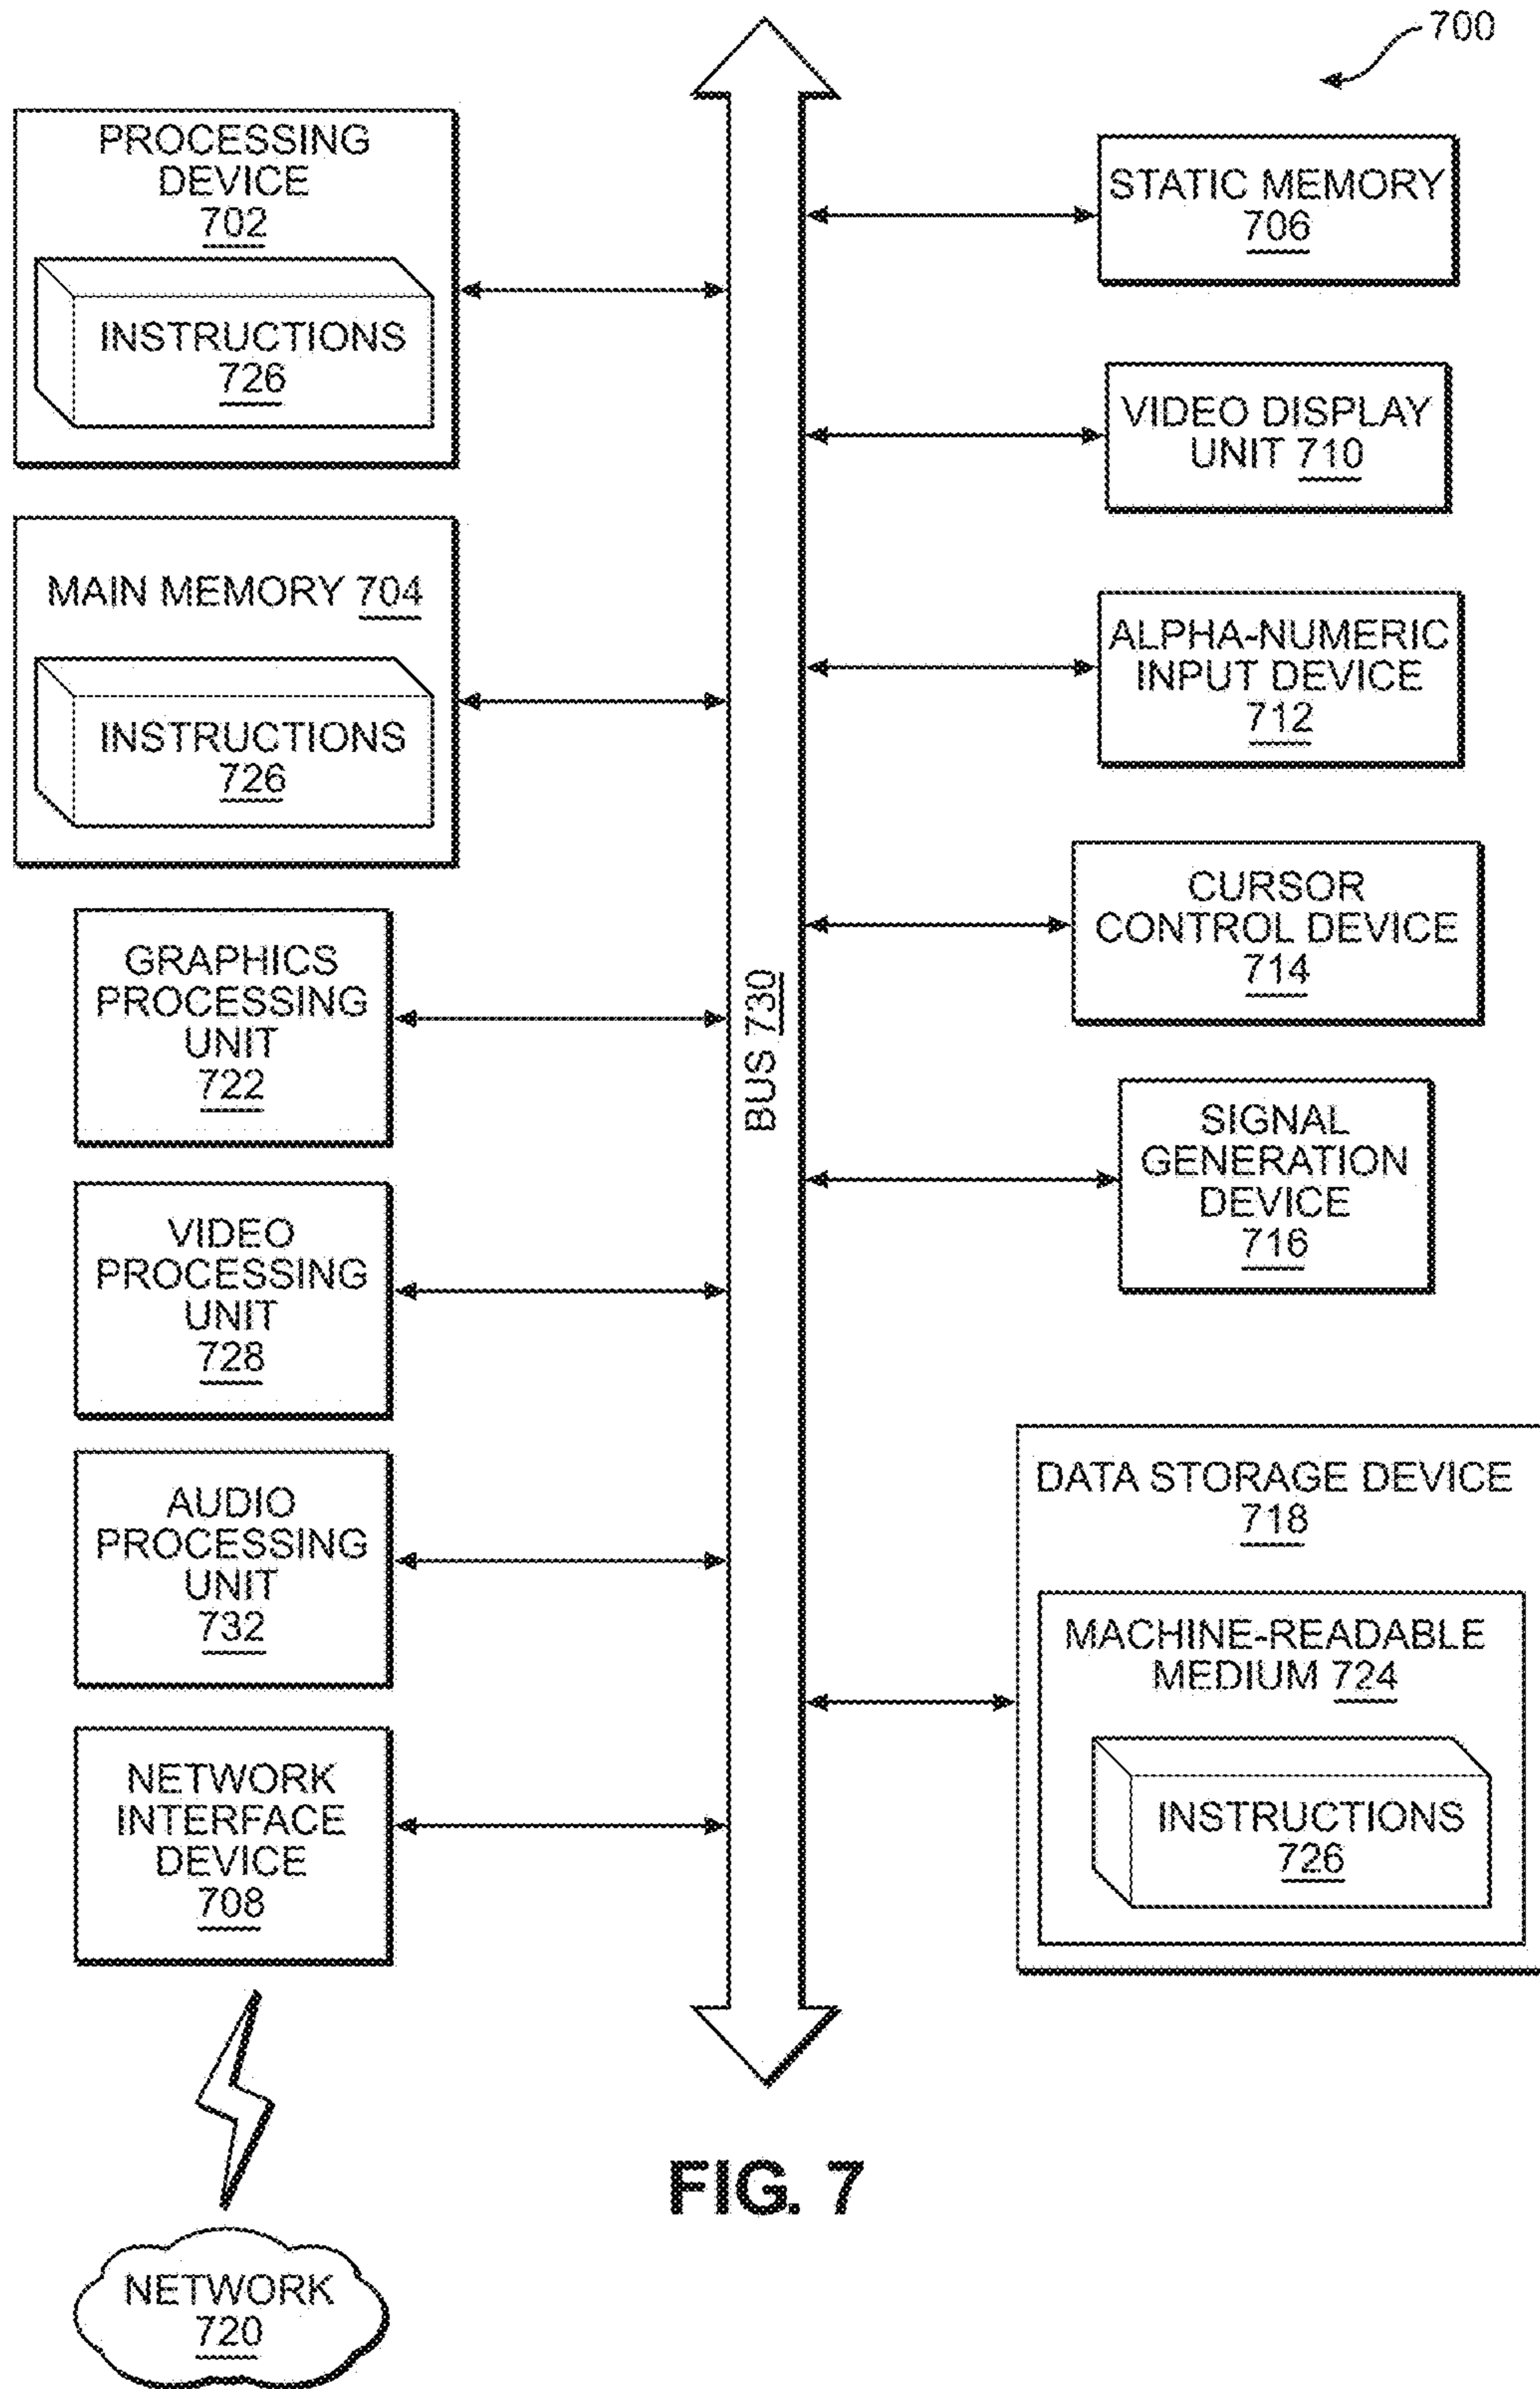 700
PROCESSING
DEVICE
702
INSTRUCTIONS
726
MAIN MEMORY 704
INSTRUCTIONS
726
GRAPHICS
PROCESSING
UNIT
722
VIDEO
PROCESSING
UNIT
728
AUDIO
PROCESSING
UNIT
732
NETWORK
INTERFACE
DEVICE
708
NETWORK
720
BUS 730
STATIC MEMORY
706
VIDEO DISPLAY
UNIT 710
ALPHA-NUMERIC
INPUT DEVICE
712
CURSOR
CONTROL DEVICE
714
SIGNAL
GENERATION
DEVICE
716
DATA STORAGE DEVICE
718
MACHINE-READABLE
MEDIUM 724
INSTRUCTIONS
726
FIG. 7